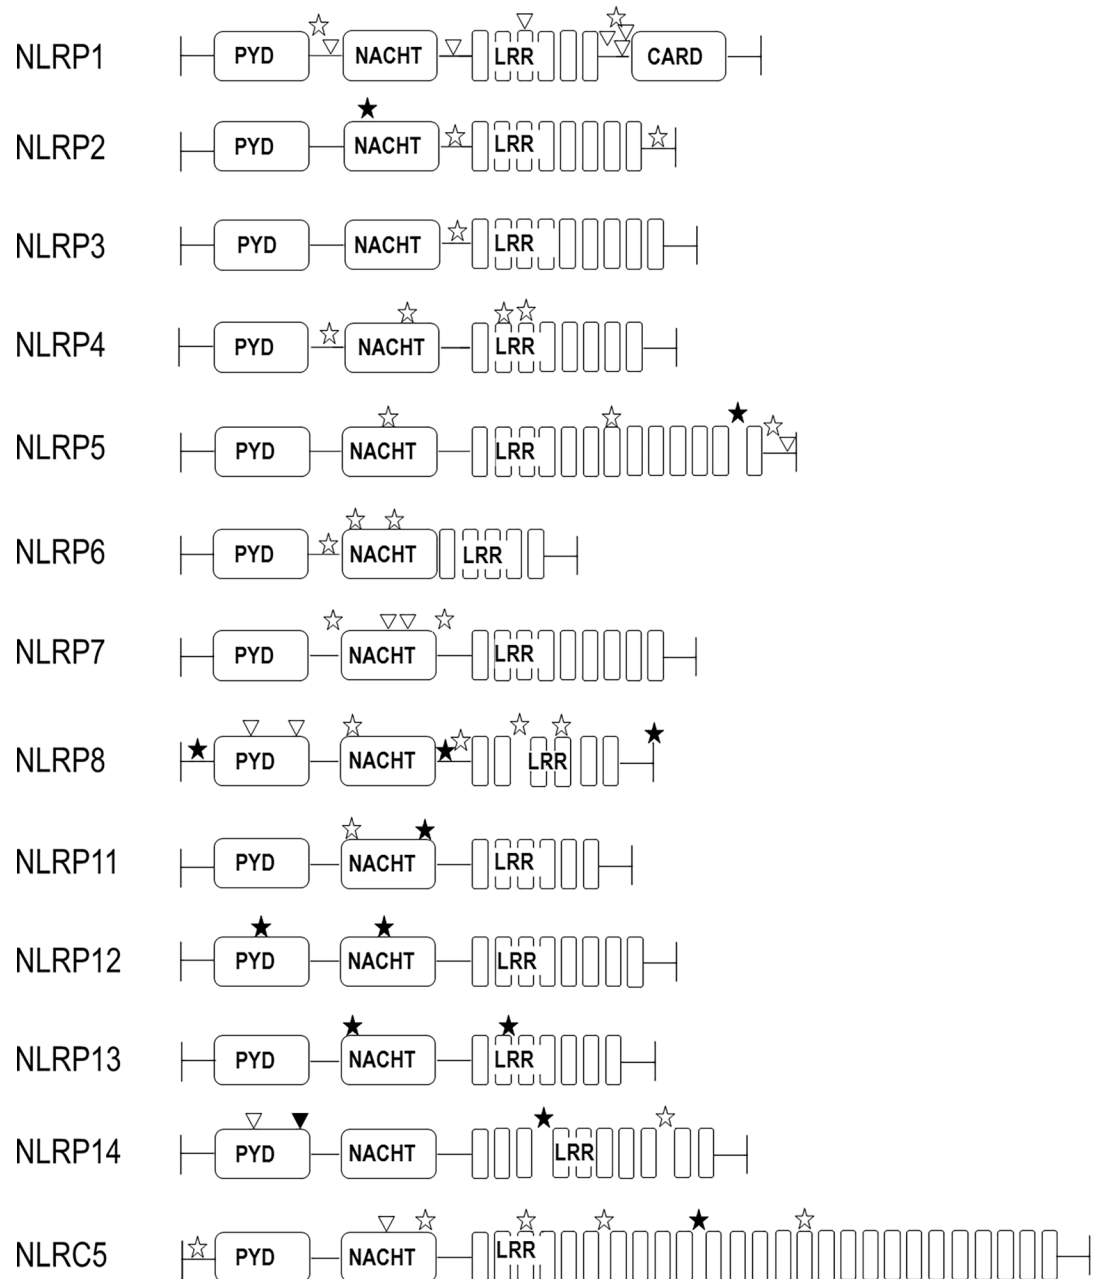 NLRP1 PYD NACHT LRR CARD
NLRP2 PYD NACHT LRR
NLRP3 PYD NACHT LRR
NLRP4 PYD NACHT LRR
NLRP5 PYD NACHT LRR
NLRP6 PYD NACHT LRR
NLRP7 PYD NACHT LRR
NLRP8 PYD NACHT LRR
NLRP11 PYD NACHT LRR
NLRP12 PYD NACHT LRR
NLRP13 PYD NACHT LRR
NLRP14 PYD NACHT LRR
NLRC5 PYD NACHT LRR